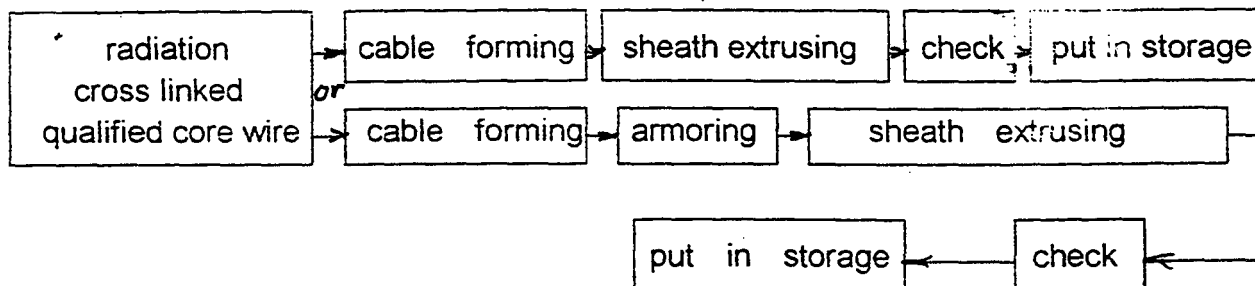 radiation
cross linked
qualified core wire
or
cable forming
sheath extrusing
check
put in storage
cable forming
armoring
sheath extrusing
check
put in storage